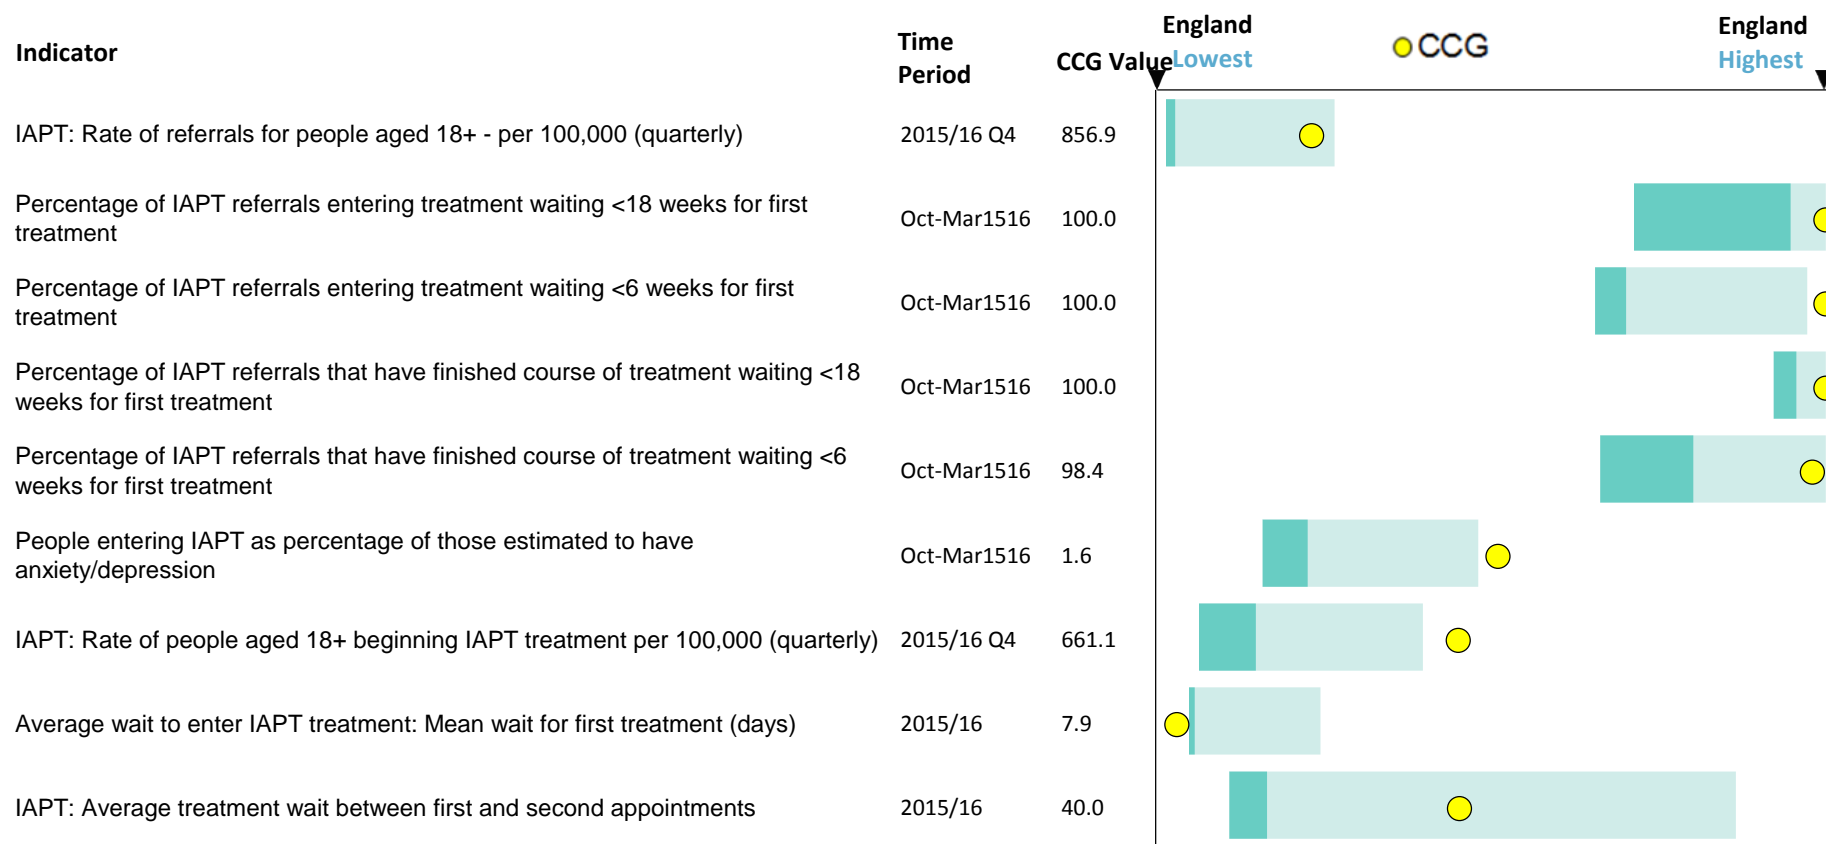 Indicator
Time
Period
CCG Value
England
Lowest
CCG
England
Highest
IAPT: Rate of referrals for people aged 18+ - per 100,000 (quarterly) 2015/16 Q4 856.9
Percentage of IAPT referrals entering treatment waiting <18 weeks for first
treatment
Oct-Mar1516 100.0
Percentage of IAPT referrals entering treatment waiting <6 weeks for first
treatment
Oct-Mar1516 100.0
Percentage of IAPT referrals that have finished course of treatment waiting <18
weeks for first treatment
Oct-Mar1516 100.0
Percentage of IAPT referrals that have finished course of treatment waiting <6
weeks for first treatment
Oct-Mar1516 98.4
People entering IAPT as percentage of those estimated to have
anxiety/depression
Oct-Mar1516 1.6
IAPT: Rate of people aged 18+ beginning IAPT treatment per 100,000 (quarterly) 2015/16 Q4 661.1
Average wait to enter IAPT treatment: Mean wait for first treatment (days) 2015/16 7.9
IAPT: Average treatment wait between first and second appointments 2015/16 40.0